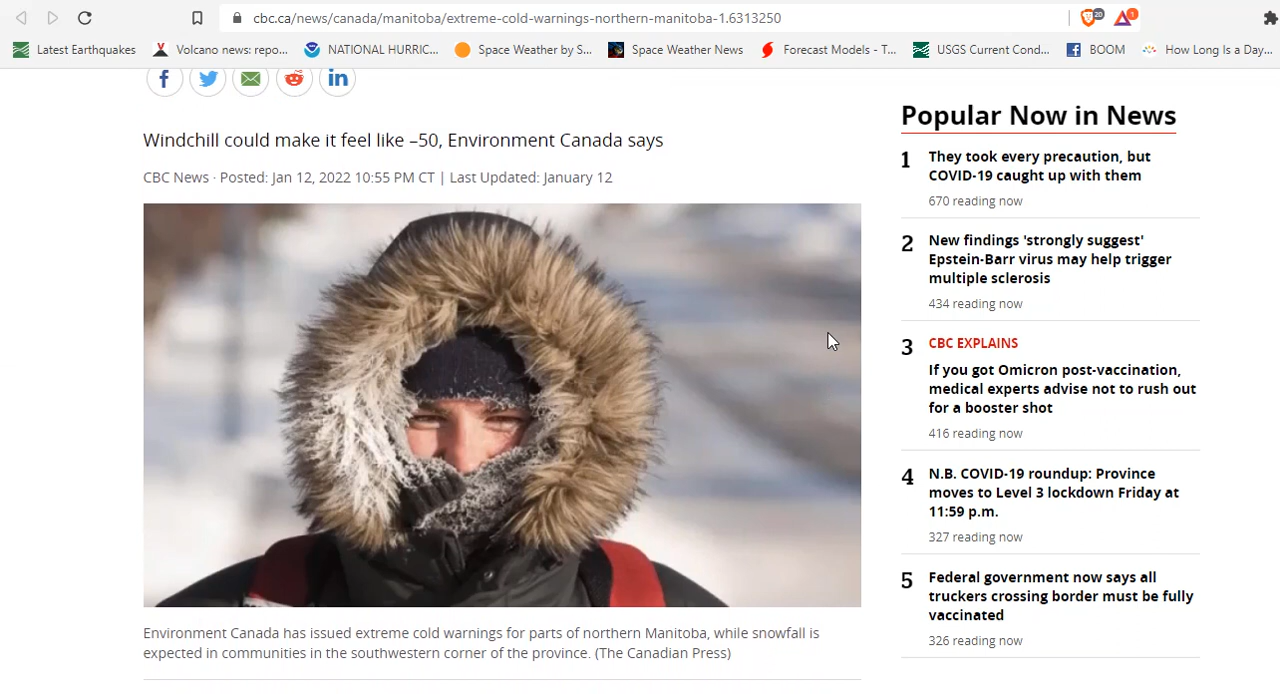 cbc.ca/news/canada/manitoba/extreme-cold-warnings-northern-manitoba-1.6313250
20
1
Latest Earthquakes
Volcano news: repo...
NATIONAL HURRIC...
Space Weather by S...
Space Weather News
Forecast Models - T...
USGS Current Cond...
BOOM
How Long Is a Day...
Windchill could make it feel like –50, Environment Canada says
CBC News · Posted: Jan 12, 2022 10:55 PM CT | Last Updated: January 12
Environment Canada has issued extreme cold warnings for parts of northern Manitoba, while snowfall is
expected in communities in the southwestern corner of the province. (The Canadian Press)
Popular Now in News
1
They took every precaution, but
COVID-19 caught up with them
670 reading now
2
New findings 'strongly suggest'
Epstein-Barr virus may help trigger
multiple sclerosis
434 reading now
3
CBC EXPLAINS
If you got Omicron post-vaccination,
medical experts advise not to rush out
for a booster shot
416 reading now
4
N.B. COVID-19 roundup: Province
moves to Level 3 lockdown Friday at
11:59 p.m.
327 reading now
5
Federal government now says all
truckers crossing border must be fully
vaccinated
326 reading now